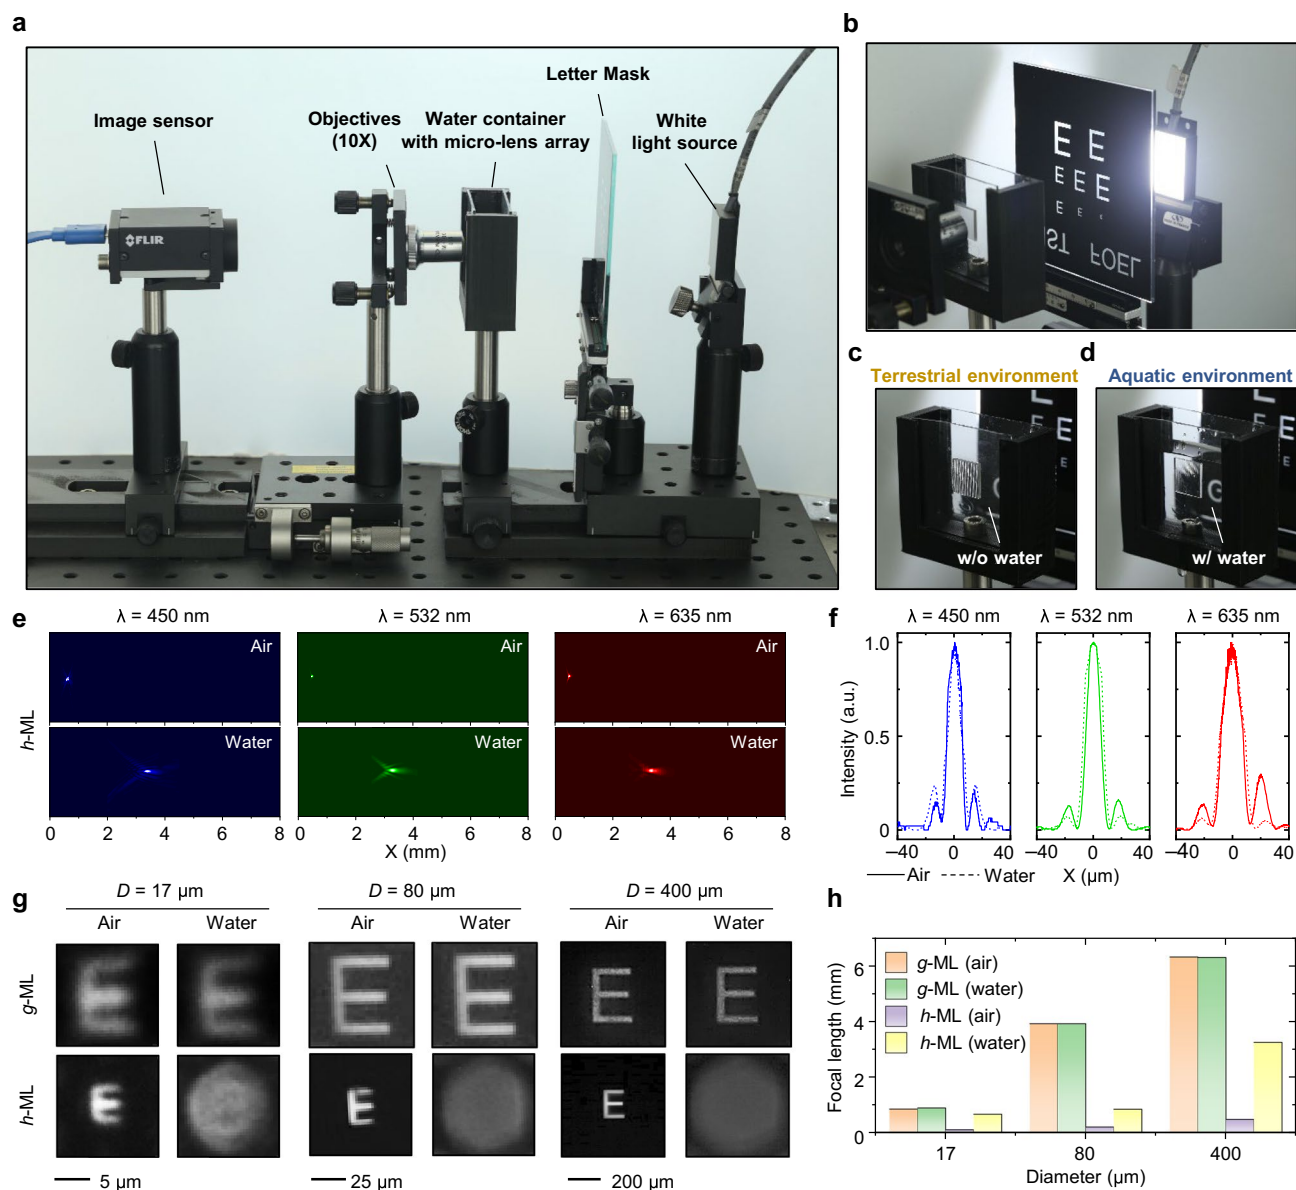 a
Image sensor
Objectives
(10X)
Water container
with micro-lens array
Letter Mask
White
light source
FLIR
b
E E
E E E
E E
ST FOEL
c
Terrestrial environment
E
E
E
w/o water
d
Aquatic environment
E
E
E
G
w/ water
e
λ = 450 nm
λ = 532 nm
λ = 635 nm
h-ML
Air
Air
Air
Water
Water
Water
0 2 4 6 8
0 2 4 6 8
0 2 4 6 8
X (mm)
f
λ = 450 nm
λ = 532 nm
λ = 635 nm
Intensity (a.u.)
1.0
0.5
0
–40 0 40
–40 0 40
–40 0 40
Air Water X (μm)
g
D = 17 μm
D = 80 μm
D = 400 μm
Air Water
Air Water
Air Water
g-ML
E E E E E E
h-ML
E E E
5 μm
25 μm
200 μm
h
Focal length (mm)
6
4
2
0
g-ML (air)
g-ML (water)
h-ML (air)
h-ML (water)
17 80 400
Diameter (μm)